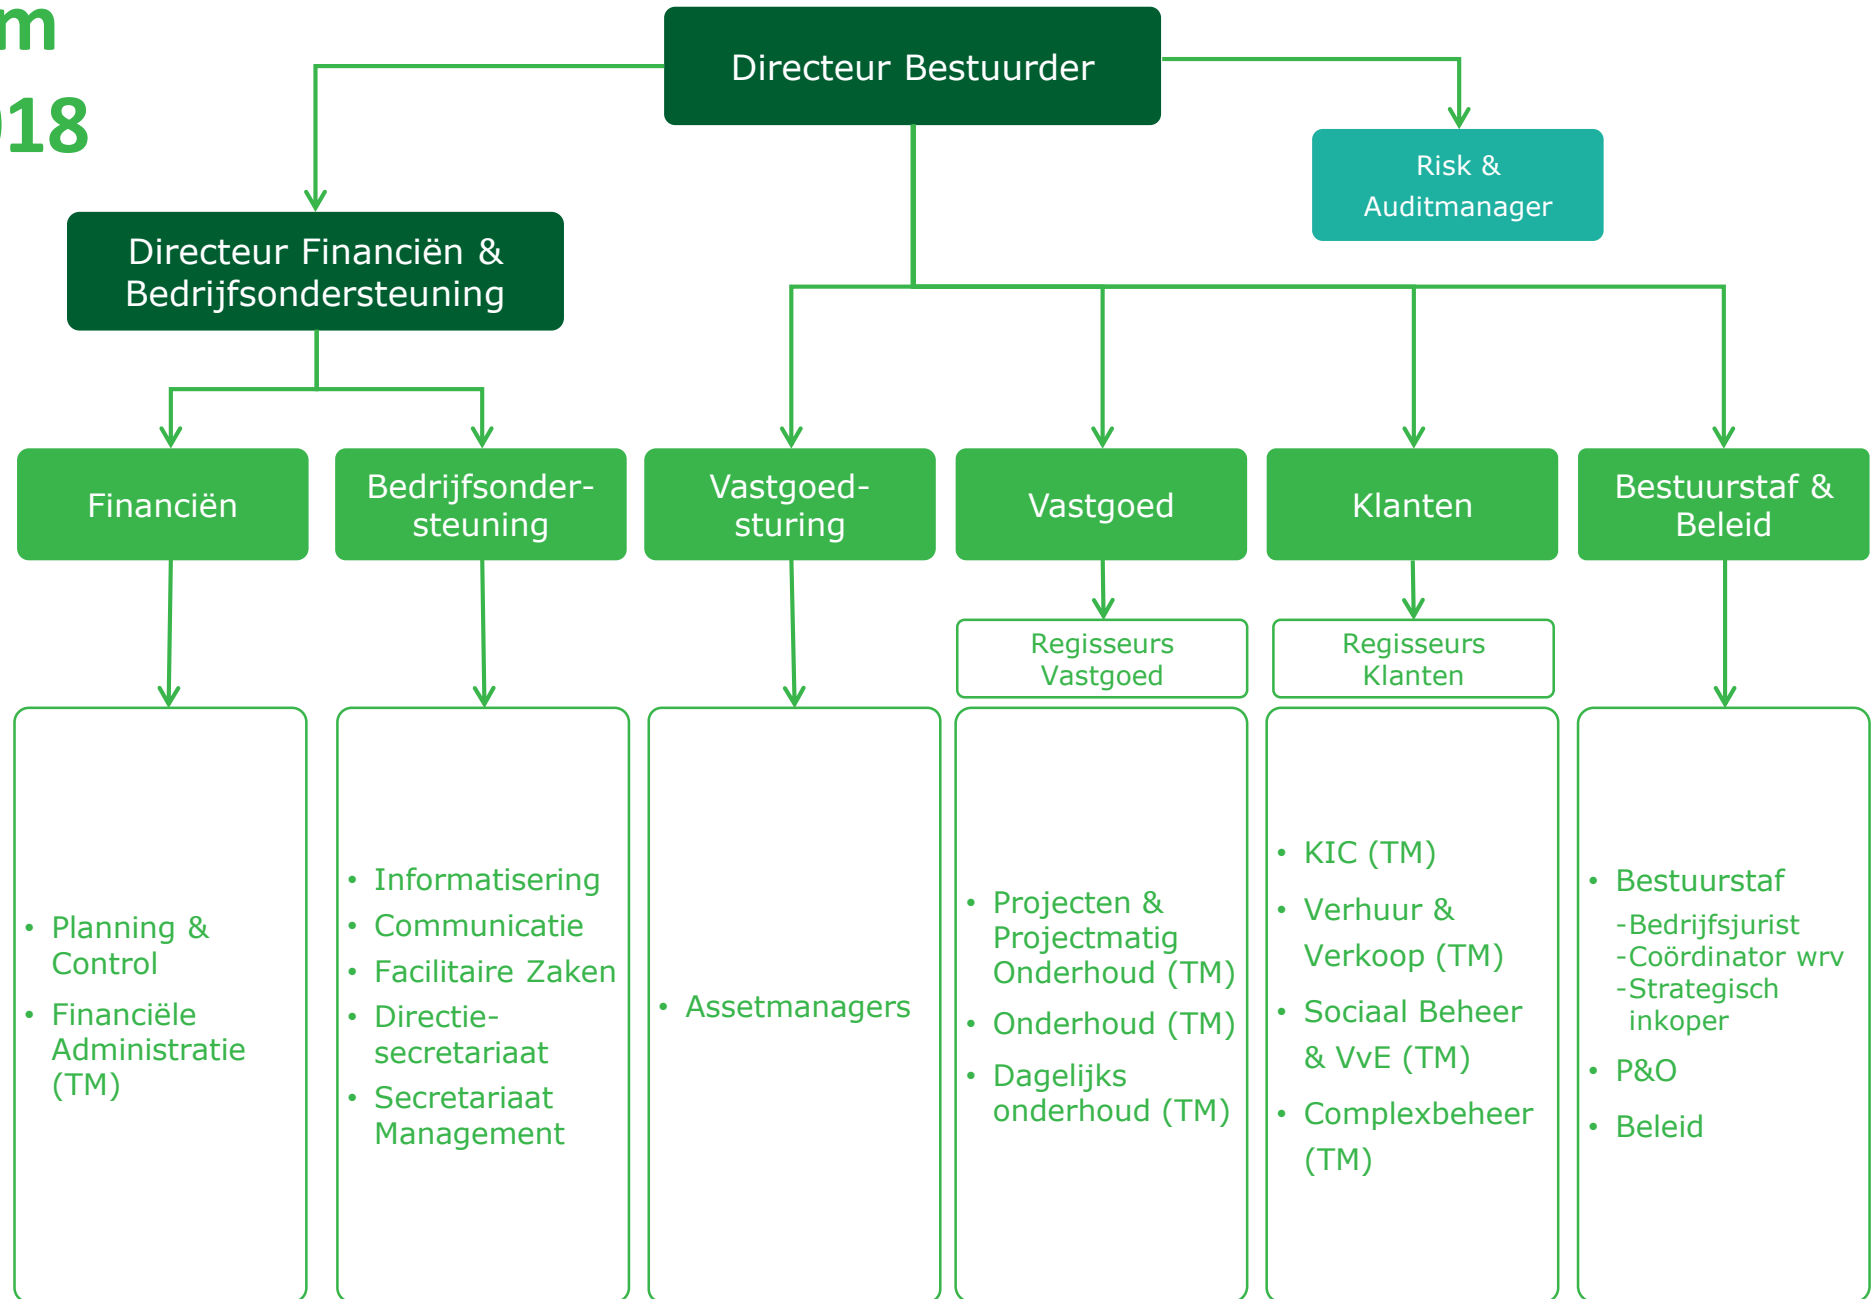 m
018
Directeur Bestuurder
Risk &
Auditmanager
Directeur Financiën &
Bedrijfsondersteuning
Financiën
Bedrijfsonder-
steuning
Vastgoed-
sturing
Vastgoed
Klanten
Bestuurstaf &
Beleid
Regisseurs
Vastgoed
Regisseurs
Klanten
• Planning &
Control
• Financiële
Administratie
(TM)
• Informatisering
• Communicatie
• Facilitaire Zaken
• Directie-
secretariaat
• Secretariaat
Management
• Assetmanagers
• Projecten &
Projectmatig
Onderhoud (TM)
• Onderhoud (TM)
• Dagelijks
onderhoud (TM)
• KIC (TM)
• Verhuur &
Verkoop (TM)
• Sociaal Beheer
& VvE (TM)
• Complexbeheer
(TM)
• Bestuurstaf
-Bedrijfsjurist
-Coördinator wrv
-Strategisch
inkoper
• P&O
• Beleid